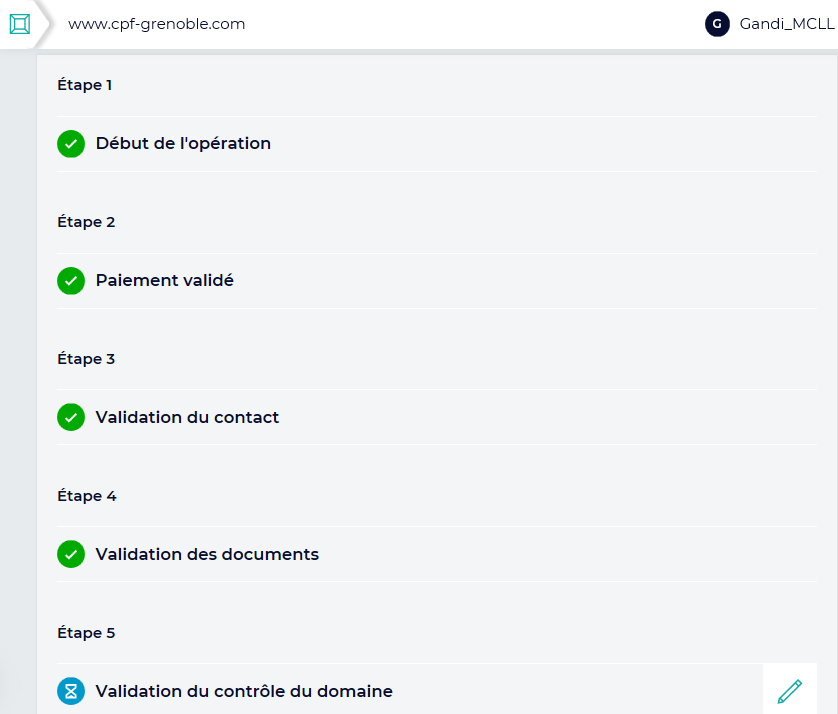 www.cpf-grenoble.com
G Gandi_MCLL
Étape 1
Début de l'opération
Étape 2
Paiement validé
Étape 3
Validation du contact
Étape 4
Validation des documents
Étape 5
Validation du contrôle du domaine